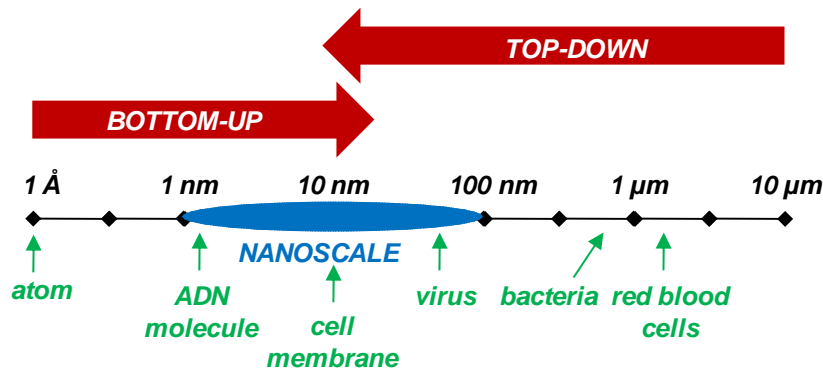 TOP-DOWN
BOTTOM-UP
1 Å 1 nm 10 nm 100 nm 1 µm 10 µm
NANOSCALE
atom ADN virus bacteria red blood
molecule cell cells
membrane